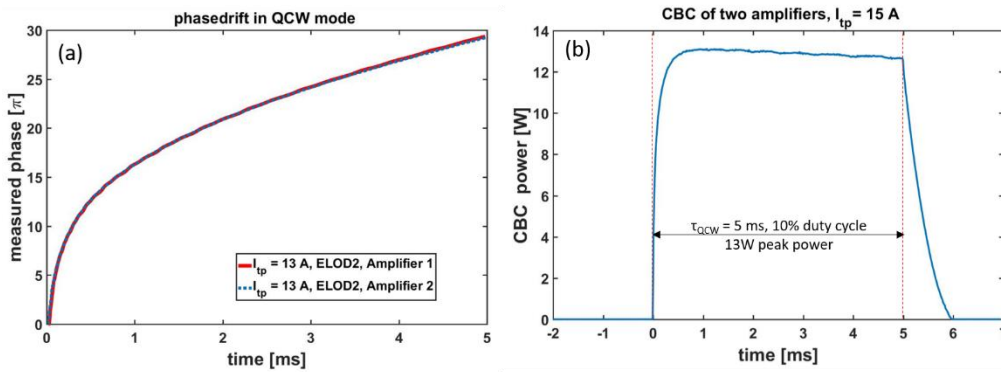 phasedrift in QCW mode
(a)
measured phase [π]
30
25
20
15
10
5
0
I_tp = 13 A, ELOD2, Amplifier 1
I_tp = 13 A, ELOD2, Amplifier 2
0 1 2 3 4 5
time [ms]
CBC of two amplifiers, I_tp = 15 A
(b)
CBC power [W]
14
12
10
8
6
4
2
0
τ_QCW = 5 ms, 10% duty cycle
13W peak power
-2 -1 0 1 2 3 4 5 6
time [ms]